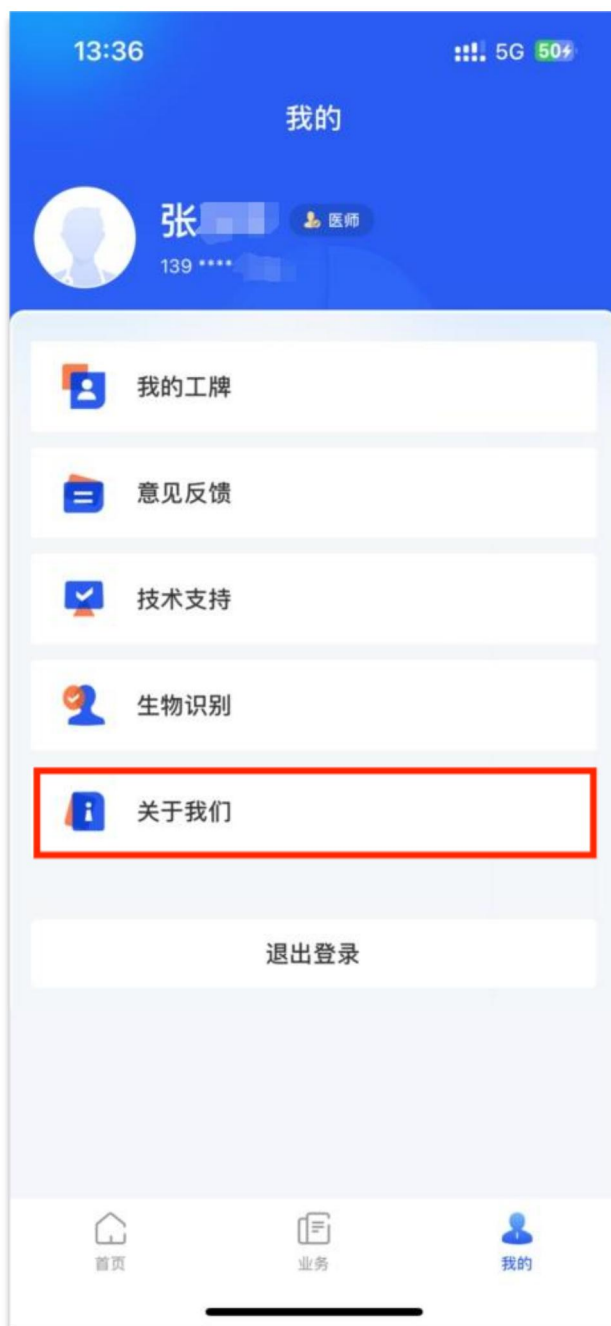 13:36 5G 50
我的
张 医师
139 ****
我的工牌
意见反馈
技术支持
生物识别
关于我们
退出登录
首页 业务 我的